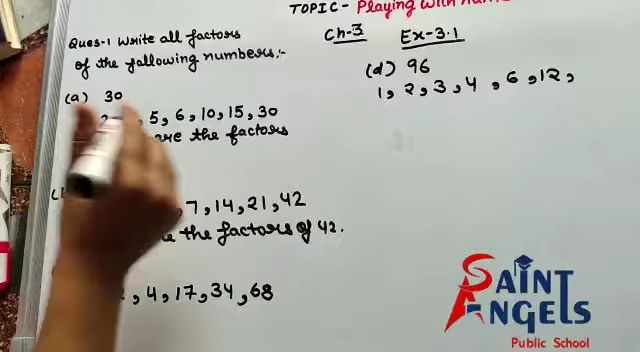 TOPIC - Playing with num
Ch-3 Ex-3.1
Ques-1 Write all factors
of the following numbers:-
(a) 30
5, 6, 10, 15, 30
the factors
7, 14, 21, 42
the factors of 42.
, 4, 17, 34, 68
(d) 96
1, 2, 3, 4, 6, 12,
SAINT
ANGELS
Public School